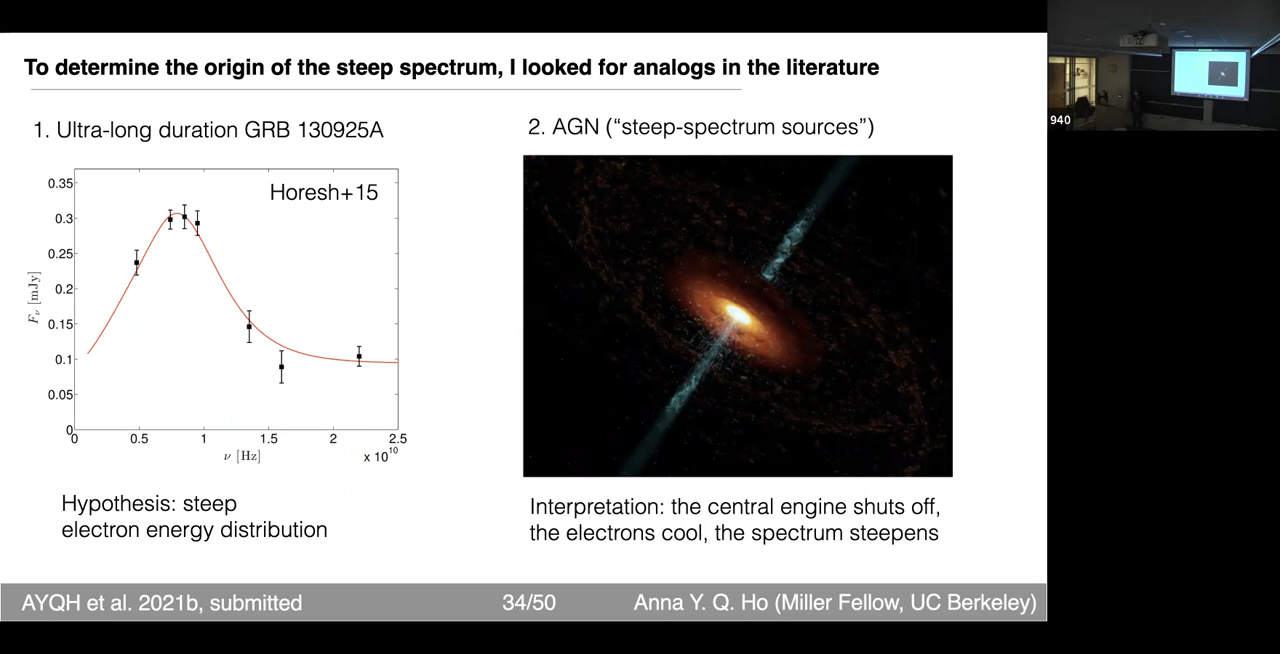 To determine the origin of the steep spectrum, I looked for analogs in the literature
1. Ultra-long duration GRB 130925A
2. AGN (“steep-spectrum sources”)
Horesh+15
0.35
0.3
0.25
0.2
0.15
0.1
0.05
0
Fν [mJy]
0 0.5 1 1.5 2 2.5
ν [Hz]
x 10^10
Hypothesis: steep
electron energy distribution
Interpretation: the central engine shuts off,
the electrons cool, the spectrum steepens
AYQH et al. 2021b, submitted
34/50
Anna Y. Q. Ho (Miller Fellow, UC Berkeley)
940